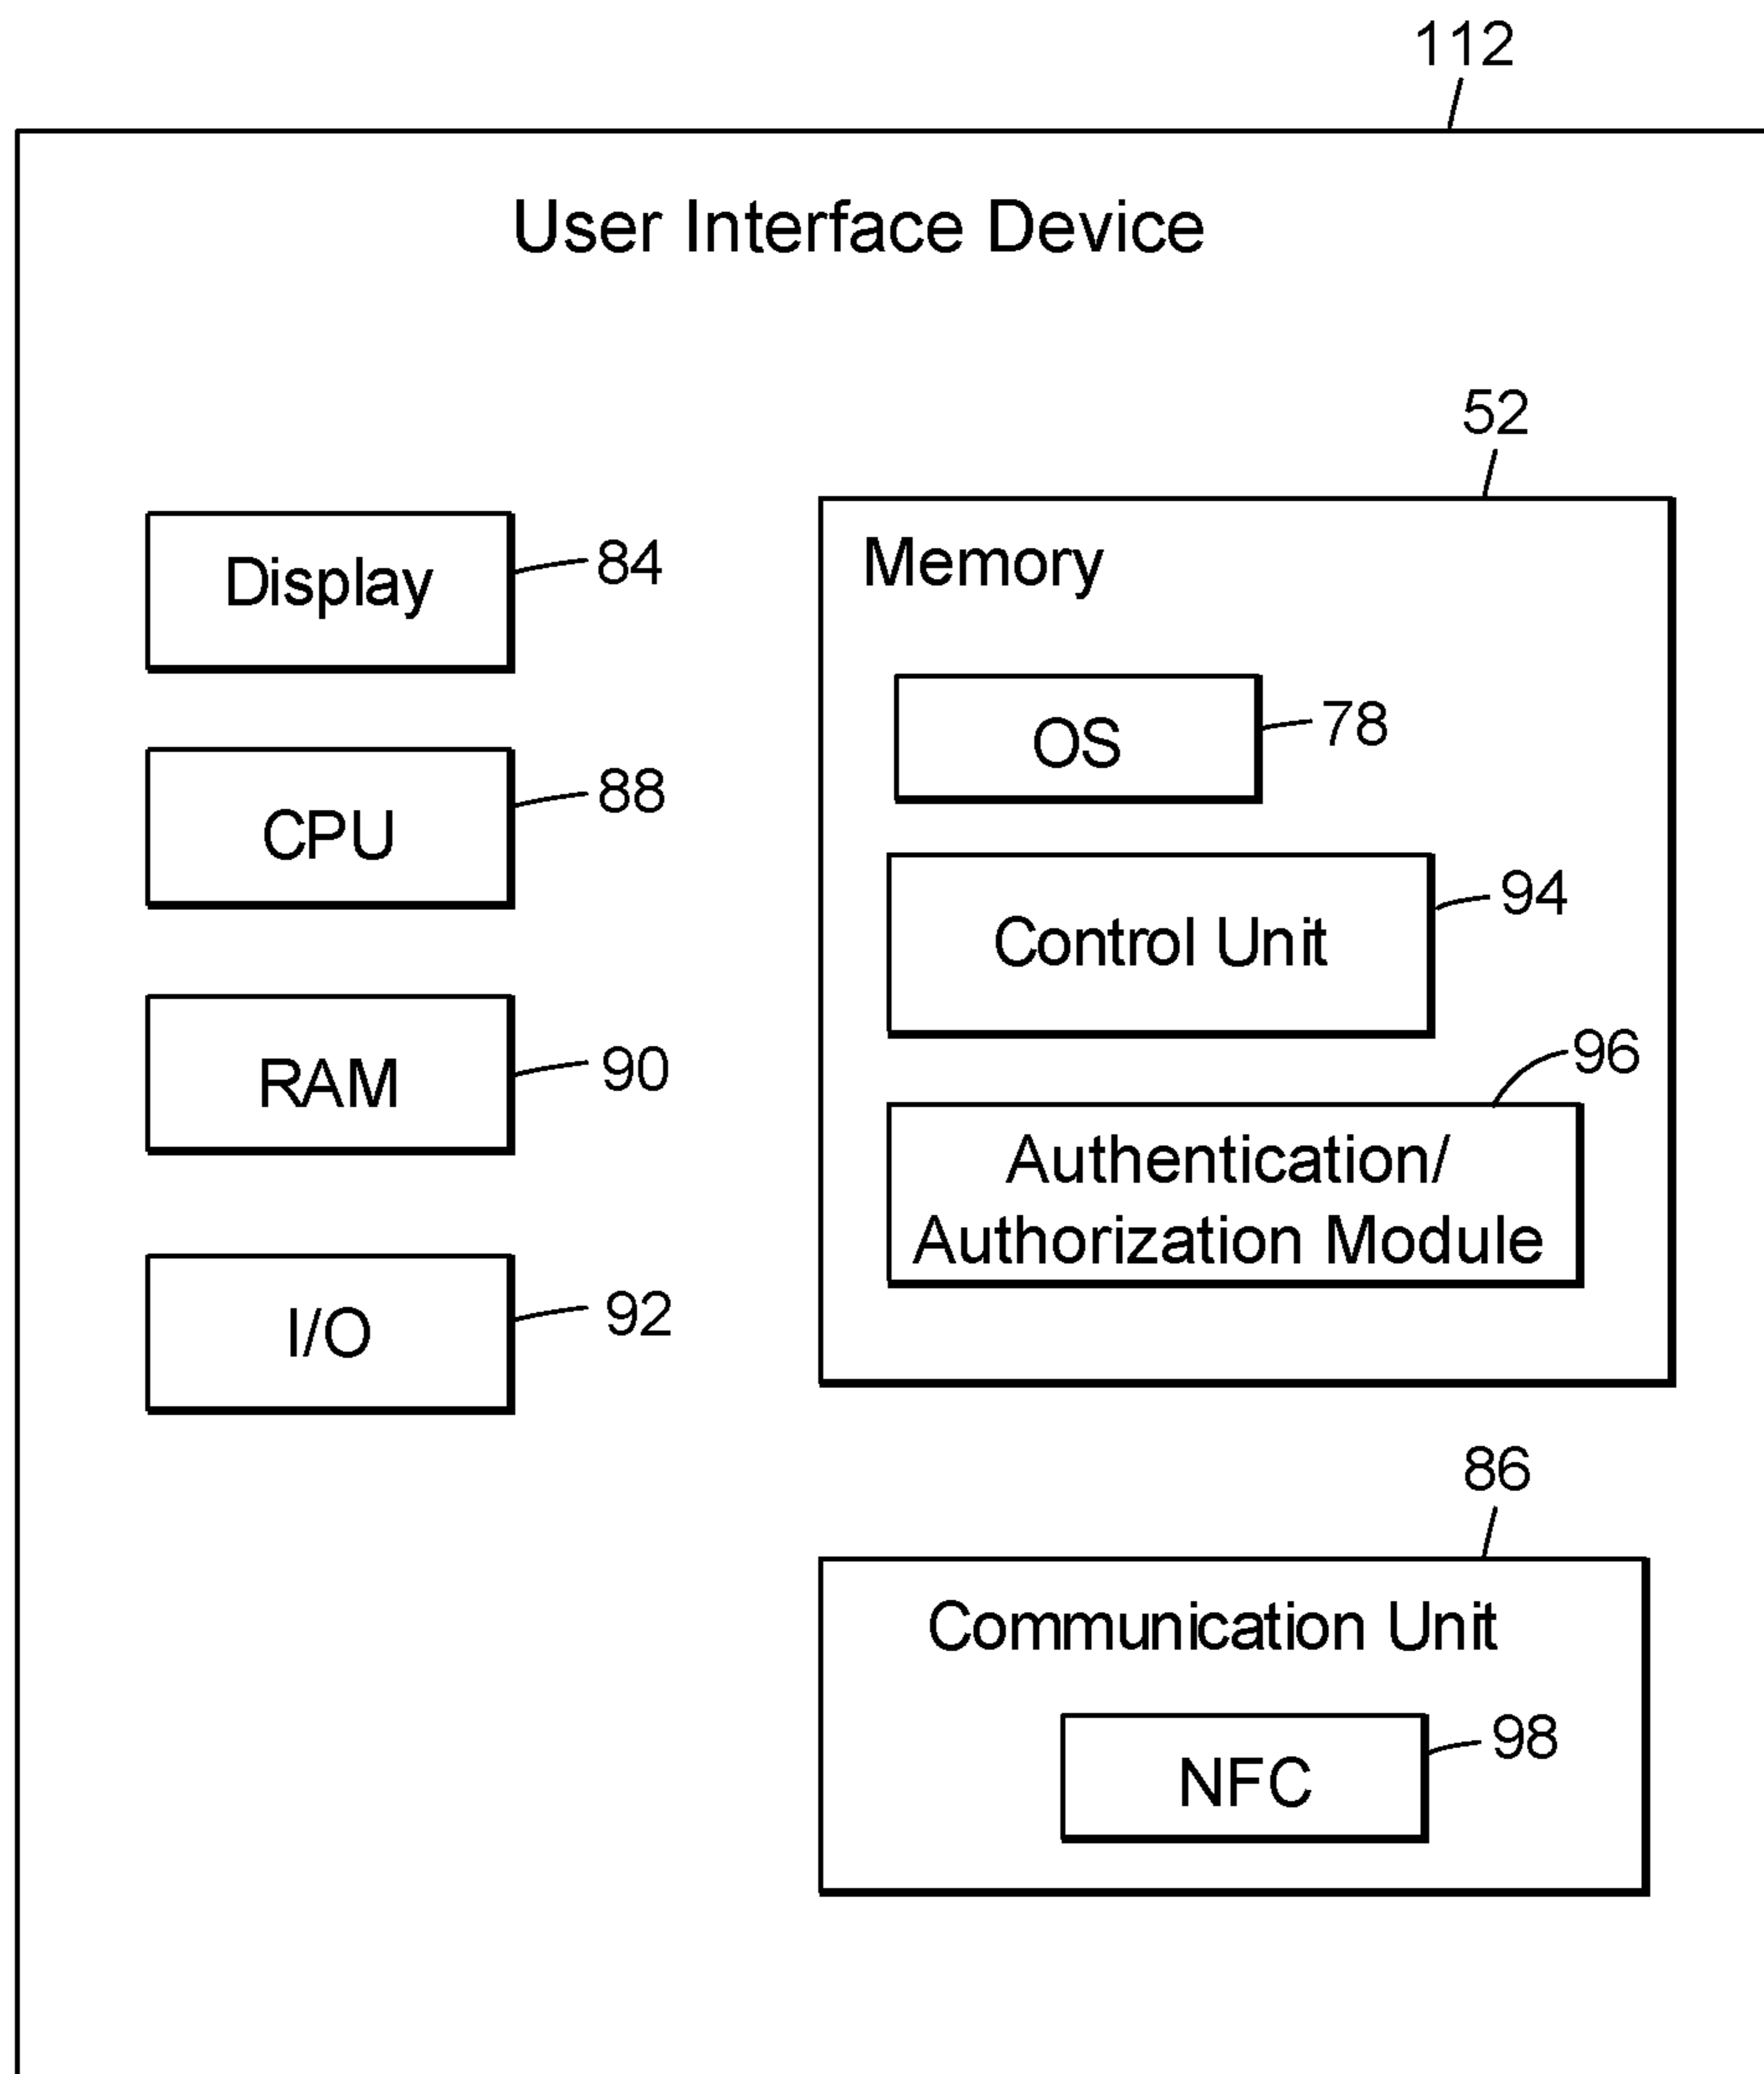 112
User Interface Device
52
Display
84
Memory
OS
78
CPU
88
Control Unit
94
RAM
90
96
Authentication/
Authorization Module
I/O
92
86
Communication Unit
NFC
98